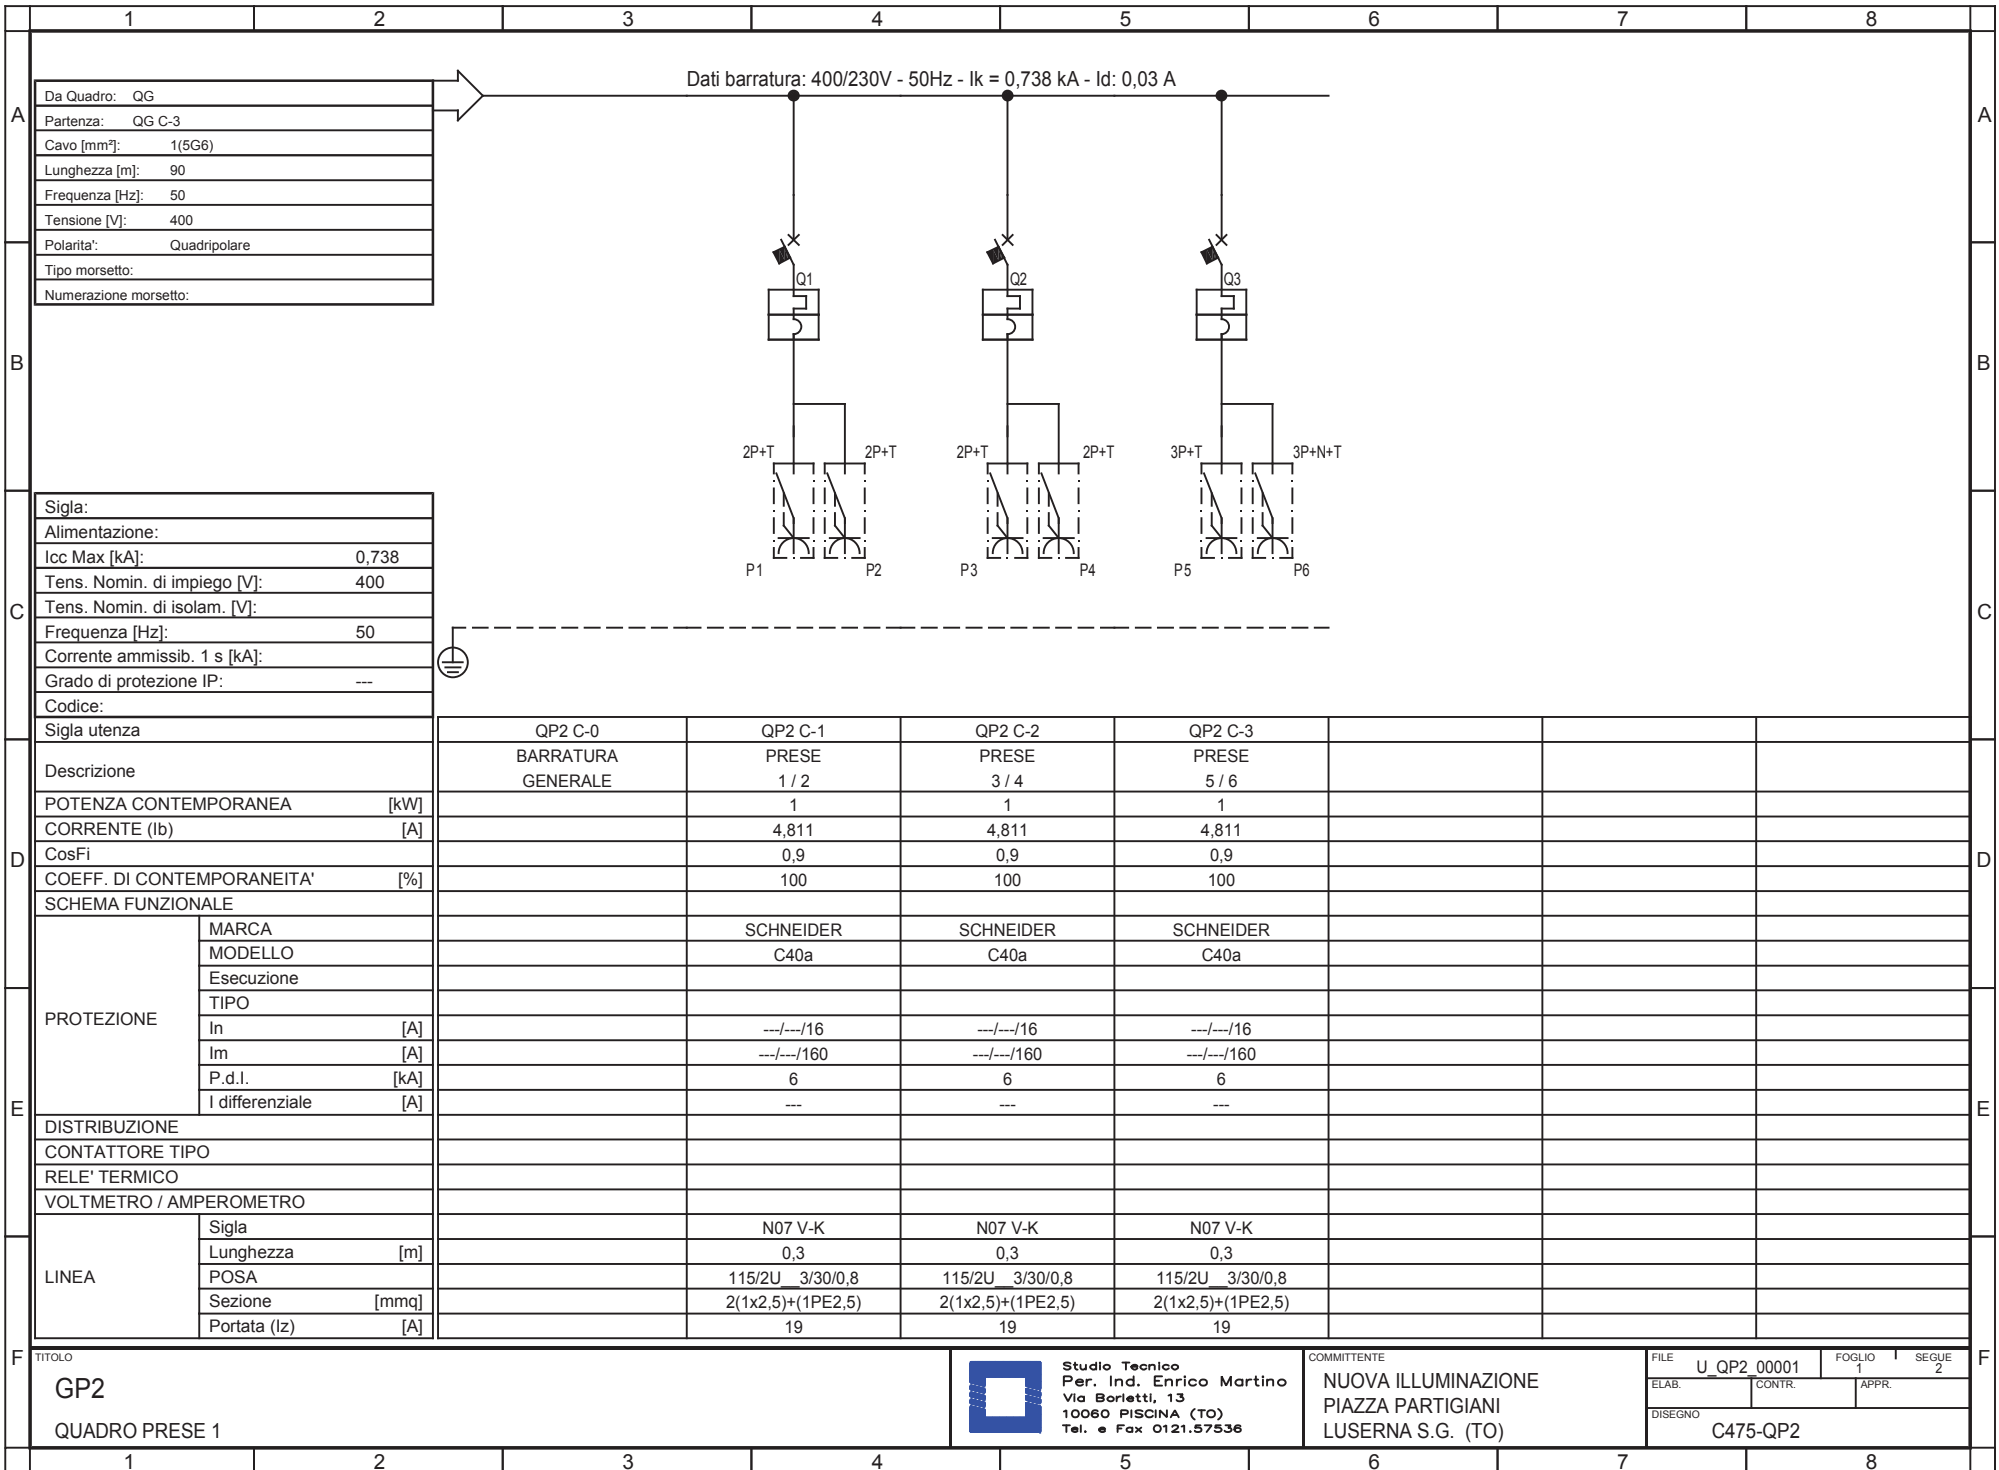 1 2 3 4 5 6 7 8
A A
B B
C C
D D
E E
F F
Da Quadro: QG
Partenza: QG C-3
Cavo [mm²]: 1(5G6)
Lunghezza [m]: 90
Frequenza [Hz]: 50
Tensione [V]: 400
Polarita': Quadripolare
Tipo morsetto:
Numerazione morsetto:
Dati barratura: 400/230V - 50Hz - Ik = 0,738 kA - Id: 0,03 A
Q1 Q2 Q3
2P+T 2P+T 2P+T 2P+T 3P+T 3P+N+T
P1 P2 P3 P4 P5 P6
Sigla:
Alimentazione:
Icc Max [kA]: 0,738
Tens. Nomin. di impiego [V]: 400
Tens. Nomin. di isolam. [V]:
Frequenza [Hz]: 50
Corrente ammissib. 1 s [kA]:
Grado di protezione IP: ---
Codice:
Sigla utenza QP2 C-0 QP2 C-1 QP2 C-2 QP2 C-3
Descrizione
BARRATURA PRESE PRESE PRESE
GENERALE 1 / 2 3 / 4 5 / 6
POTENZA CONTEMPORANEA [kW] 1 1 1
CORRENTE (Ib) [A] 4,811 4,811 4,811
CosFi 0,9 0,9 0,9
COEFF. DI CONTEMPORANEITA' [%] 100 100 100
SCHEMA FUNZIONALE
PROTEZIONE
MARCA SCHNEIDER SCHNEIDER SCHNEIDER
MODELLO C40a C40a C40a
Esecuzione
TIPO
In [A] ---/---/16 ---/---/16 ---/---/16
Im [A] ---/---/160 ---/---/160 ---/---/160
P.d.I. [kA] 6 6 6
I differenziale [A] --- --- ---
DISTRIBUZIONE
CONTATTORE TIPO
RELE' TERMICO
VOLTMETRO / AMPEROMETRO
LINEA
Sigla N07 V-K N07 V-K N07 V-K
Lunghezza [m] 0,3 0,3 0,3
POSA 115/2U__3/30/0,8 115/2U__3/30/0,8 115/2U__3/30/0,8
Sezione [mmq] 2(1x2,5)+(1PE2,5) 2(1x2,5)+(1PE2,5) 2(1x2,5)+(1PE2,5)
Portata (Iz) [A] 19 19 19
TITOLO
GP2
QUADRO PRESE 1
Studio Tecnico
Per. Ind. Enrico Martino
Via Borletti, 13
10060 PISCINA (TO)
Tel. e Fax 0121.57536
COMMITTENTE
NUOVA ILLUMINAZIONE
PIAZZA PARTIGIANI
LUSERNA S.G. (TO)
FILE U_QP2_00001
FOGLIO 1
SEGUE 2
ELAB. CONTR. APPR.
DISEGNO
C475-QP2
1 2 3 4 5 6 7 8